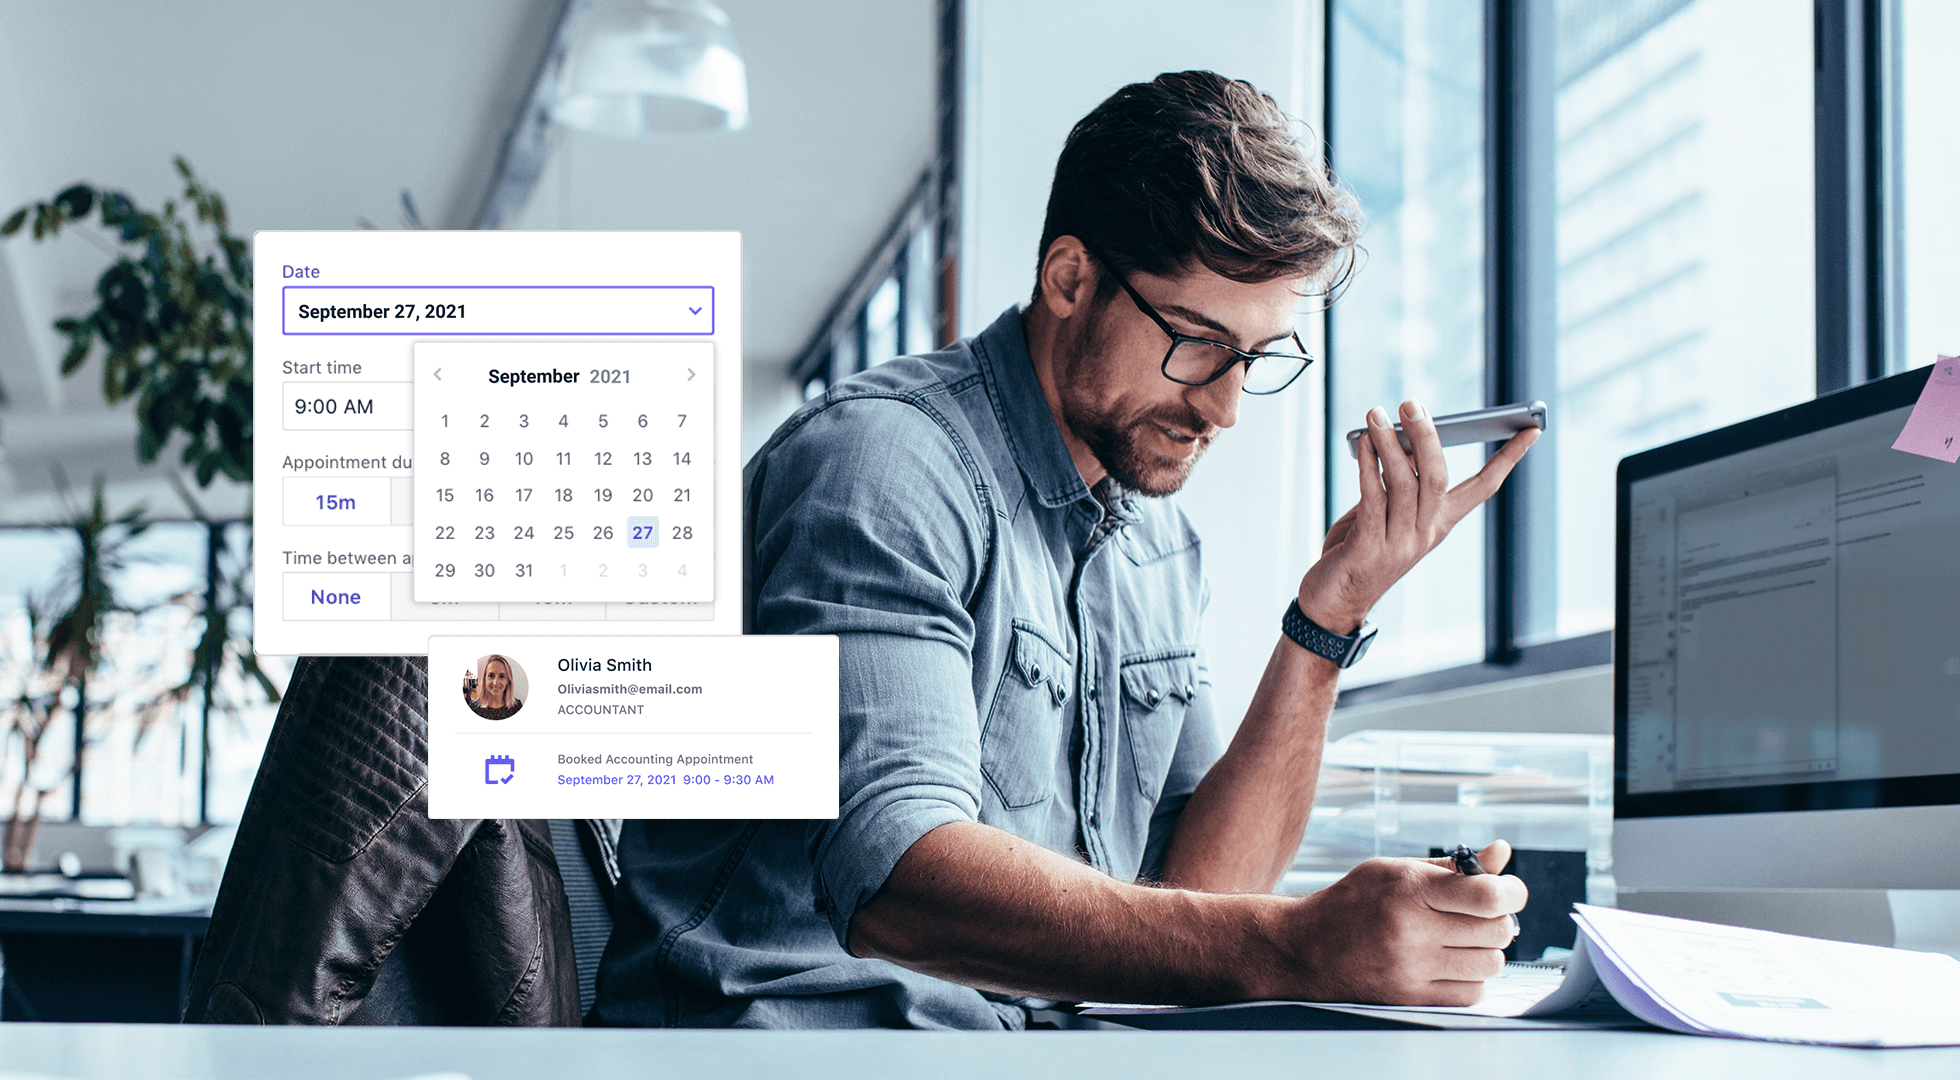 Date
September 27, 2021
Start time
9:00 AM
September 2021
1 2 3 4 5 6 7
8 9 10 11 12 13 14
15 16 17 18 19 20 21
22 23 24 25 26 27 28
29 30 31 1 2 3 4
Appointment du
15m
Time between a
None
Olivia Smith
Oliviasmith@email.com
ACCOUNTANT
Booked Accounting Appointment
September 27, 2021 9:00 - 9:30 AM